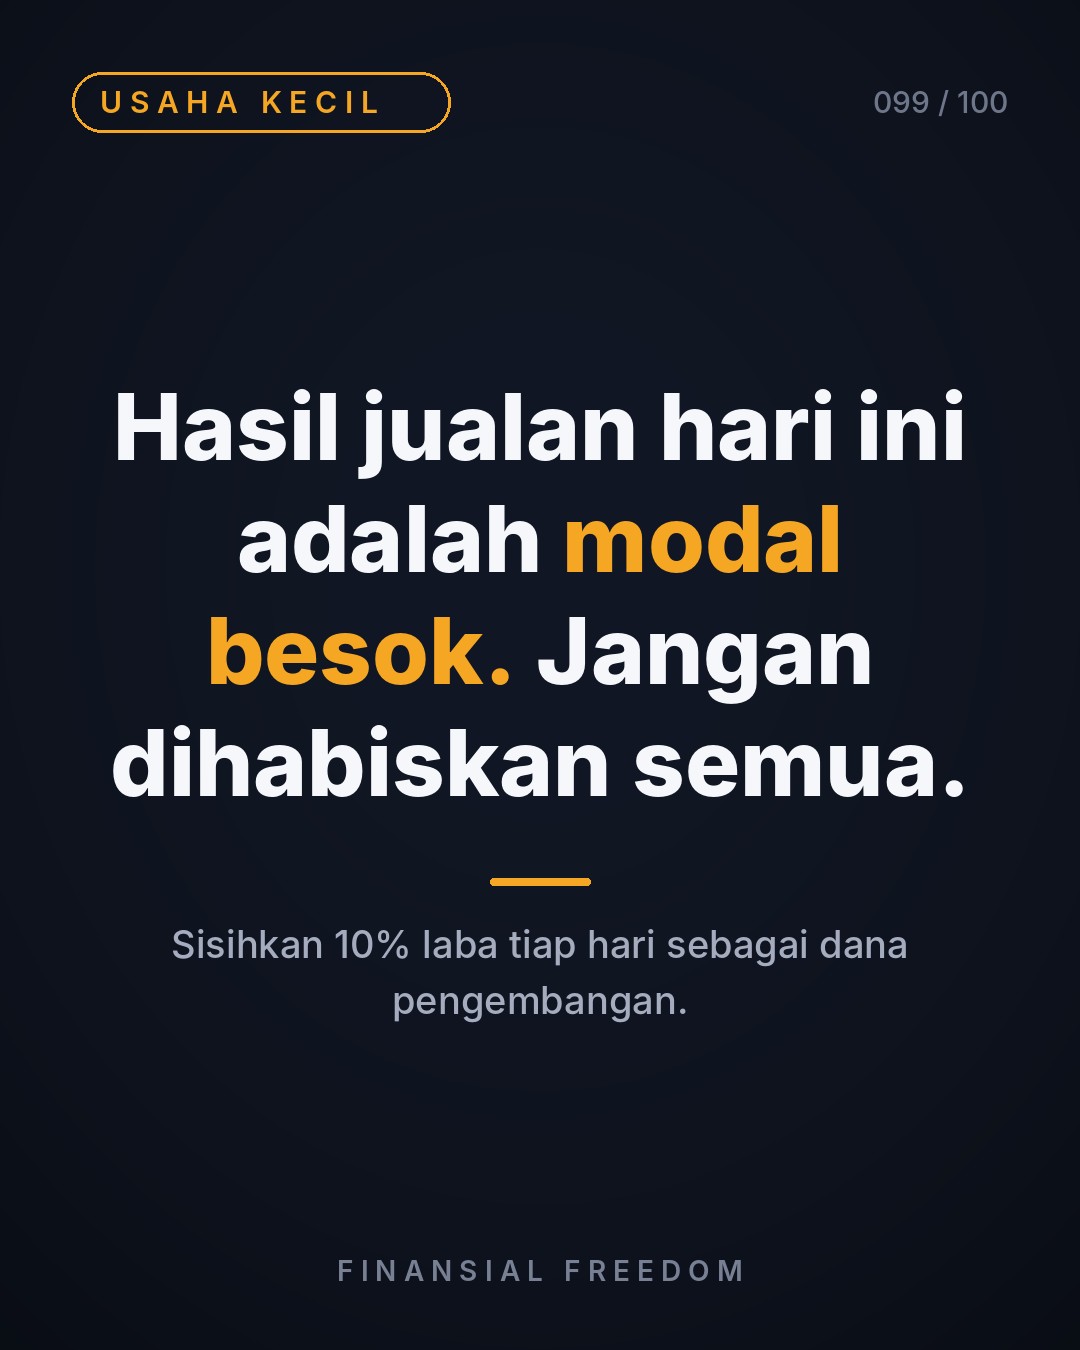 USAHA KECIL
099 / 100
Hasil jualan hari ini
adalah modal
besok. Jangan
dihabiskan semua.
Sisihkan 10% laba tiap hari sebagai dana
pengembangan.
FINANSIAL FREEDOM